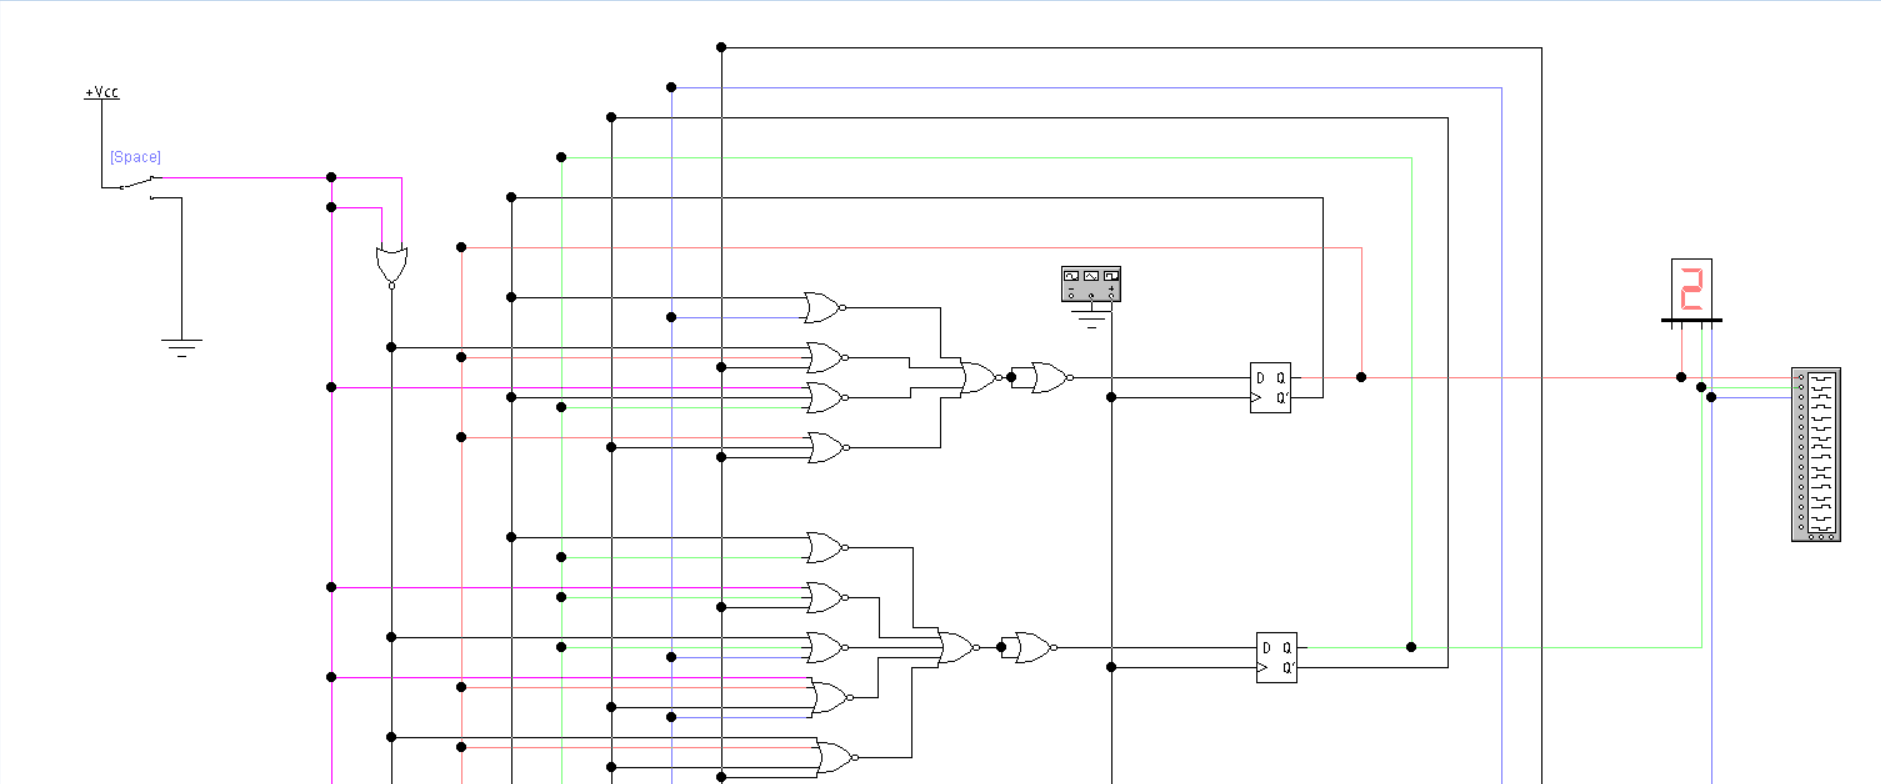 +Vcc
[Space]
2
D Q
Q'
D Q
Q'